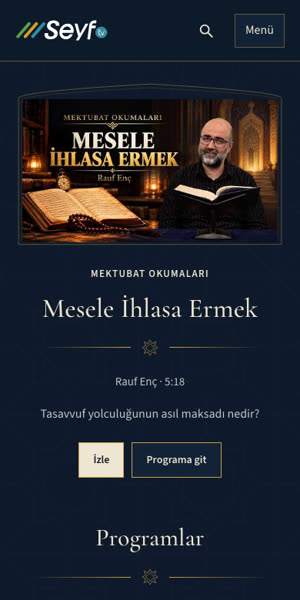 Seyf tv
Menü
MEKTUBAT OKUMALARI
MESELE
İHLASA ERMEK
Rauf Enç
MEKTUBAT OKUMALARI
Mesele İhlasa Ermek
Rauf Enç · 5:18
Tasavvuf yolculuğunun asıl maksadı nedir?
İzle
Programa git
Programlar